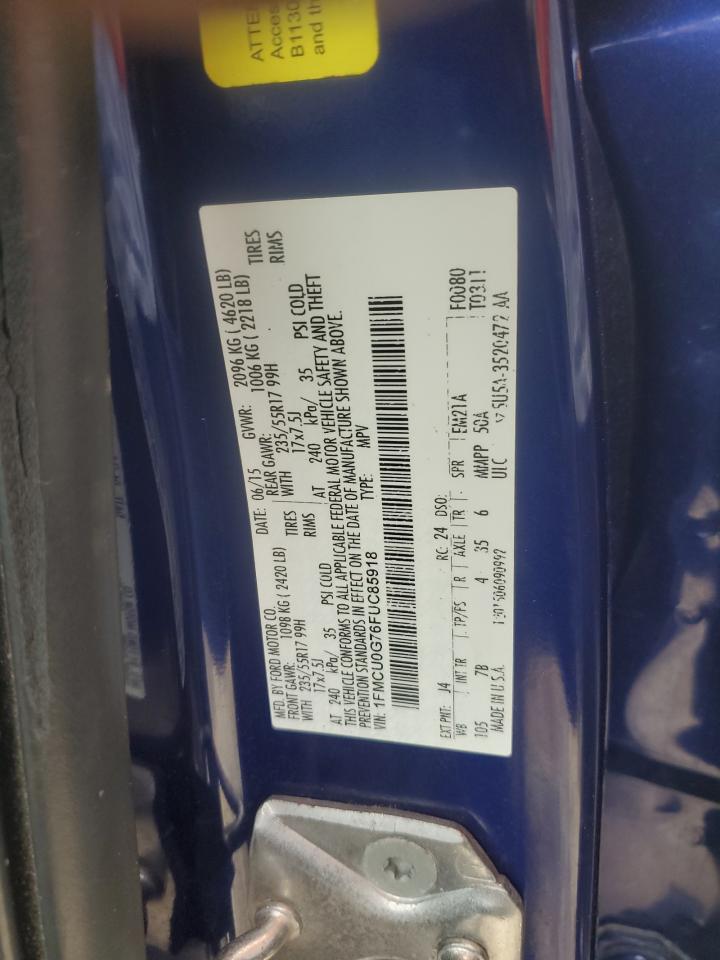 ATTE
Acces
B1130
and th
MFD. BY FORD MOTOR CO. DATE: 06/15 GVWR: 2096 KG ( 4620 LB)
FRONT GAWR: 1098 KG (2420 LB) REAR GAWR: 1006 KG ( 2218 LB)
WITH 235/55R17 99H TIRES WITH 235/55R17 99H TIRES
17x7.5J RIMS 17x7.5J RIMS
AT 240 kPa/ 35 PSI COLD AT 240 kPa/ 35 PSI COLD
THIS VEHICLE CONFORMS TO ALL APPLICABLE FEDERAL MOTOR VEHICLE SAFETY AND THEFT
PREVENTION STANDARDS IN EFFECT ON THE DATE OF MANUFACTURE SHOWN ABOVE.
VIN: 1FMCU0G76FUC85918 TYPE: MPV
EXT PNT: J4 RC: 24 DSO: F0080
WB INT TR TP/PS R AXLE TR SPR EM21A T0311
105 7B 4 35 6 MMPP 50A
MADE IN U.S.A. ULC